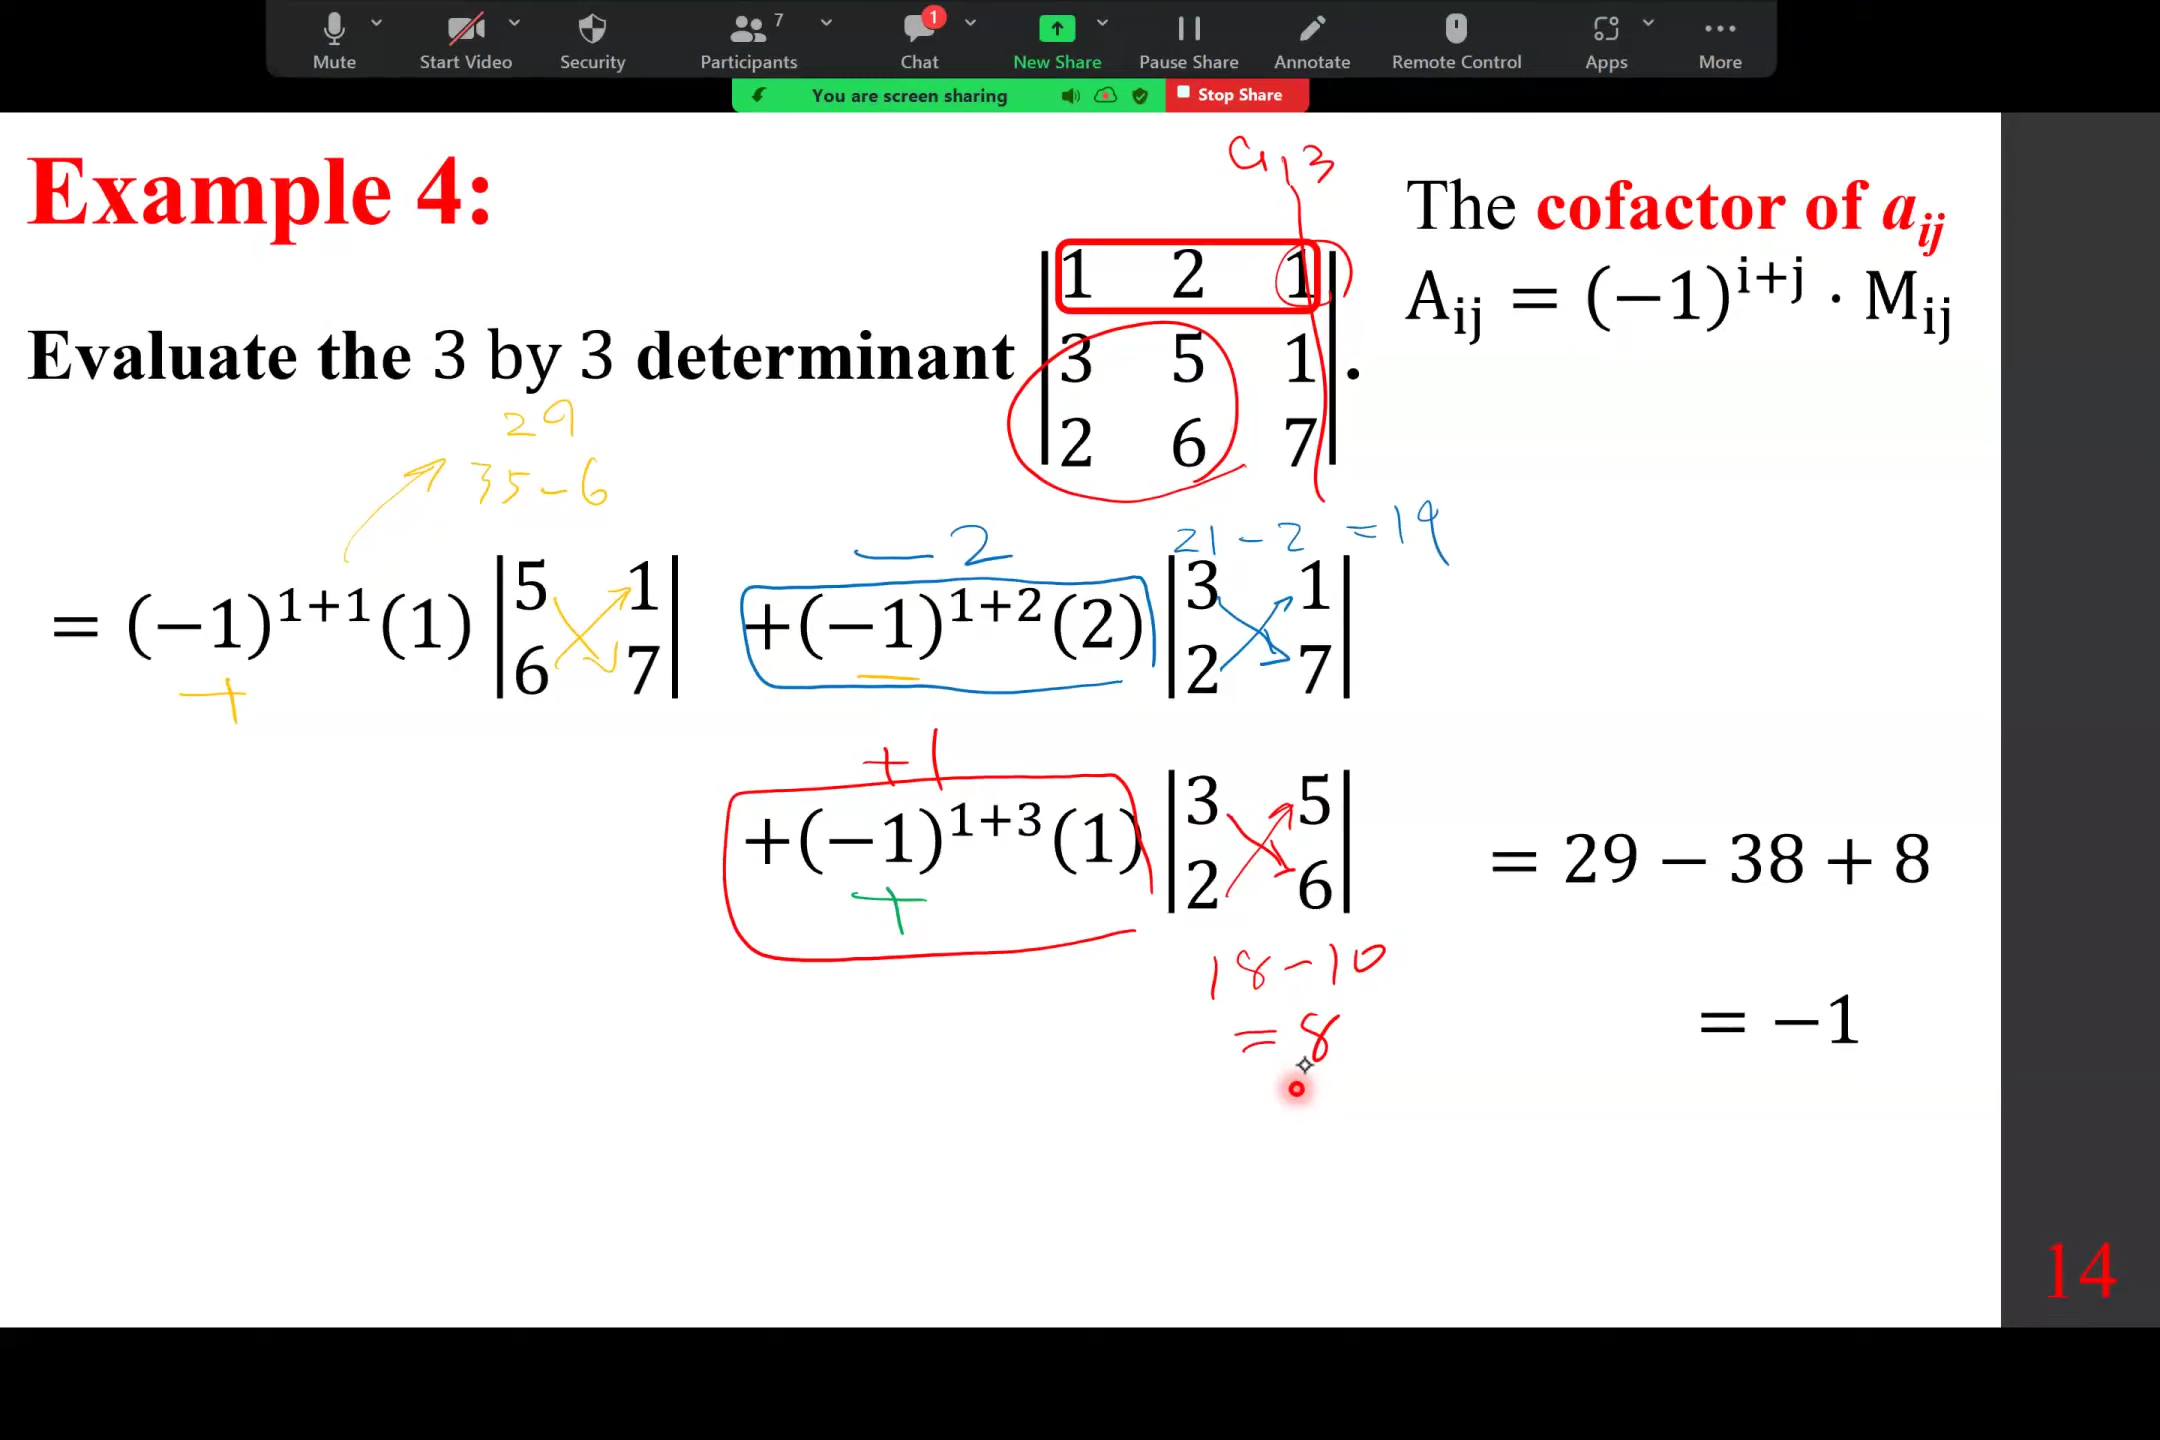 Mute
Start Video
Security
Participants 7
Chat 1
New Share
Pause Share
Annotate
Remote Control
Apps
More
You are screen sharing
Stop Share
Example 4:
a13
The cofactor of aᵢⱼ
Aᵢⱼ = (−1)^{i+j} · Mᵢⱼ
Evaluate the 3 by 3 determinant
|1 2 1|
|3 5 1|
|2 6 7| .
29
35 − 6
− 2
21 − 2 = 19
= (−1)^{1+1}(1) |5 1| +(−1)^{1+2}(2) |3 1|
|6 7| |2 7|
+
−
+1
+(−1)^{1+3}(1) |3 5|
|2 6|
= 29 − 38 + 8
+
18 − 10
= 8
= −1
14